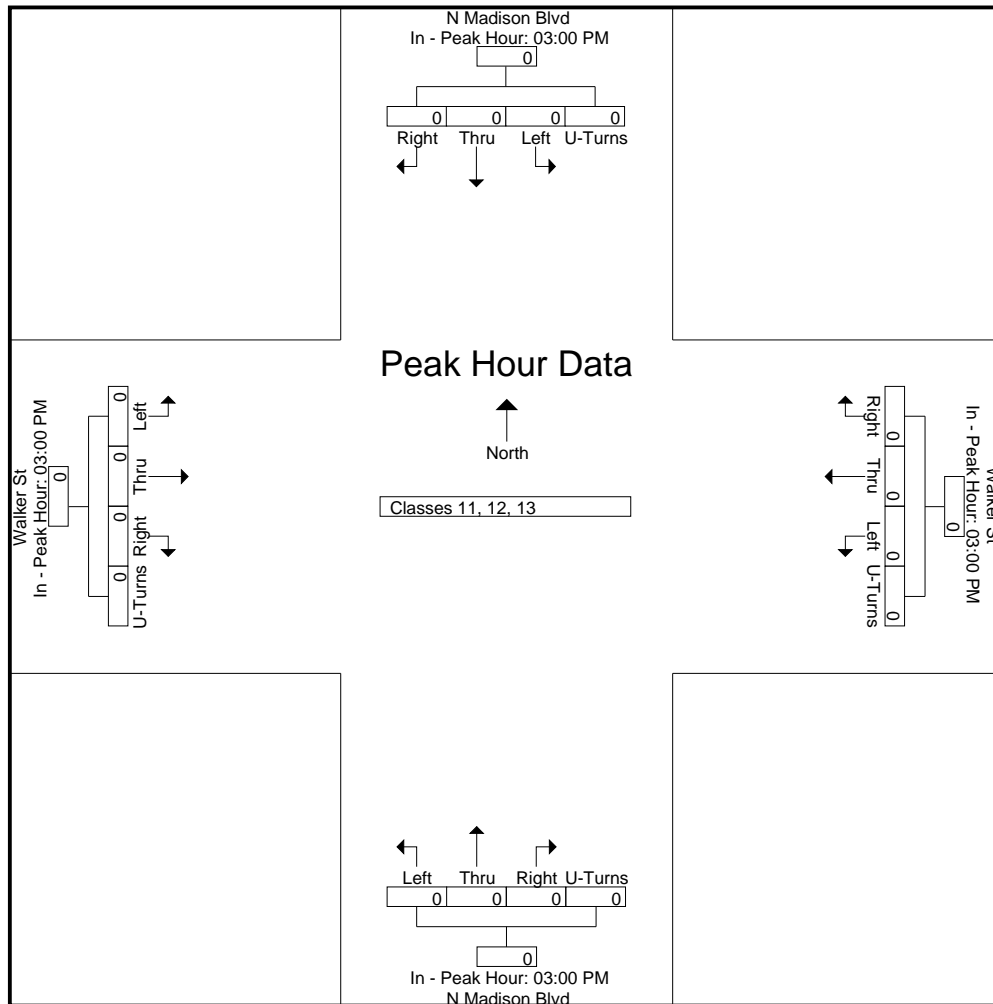 N Madison Blvd
In - Peak Hour: 03:00 PM
0
0 0 0 0
Right Thru Left U-Turns
Peak Hour Data
North
Classes 11, 12, 13
Walker St
In - Peak Hour: 03:00 PM
0
0 0 0 0
Left Thru Right U-Turns
Walker St
In - Peak Hour: 03:00 PM
0
0 0 0 0
Right Thru Left U-Turns
Left Thru Right U-Turns
0 0 0 0
0
In - Peak Hour: 03:00 PM
N Madison Blvd